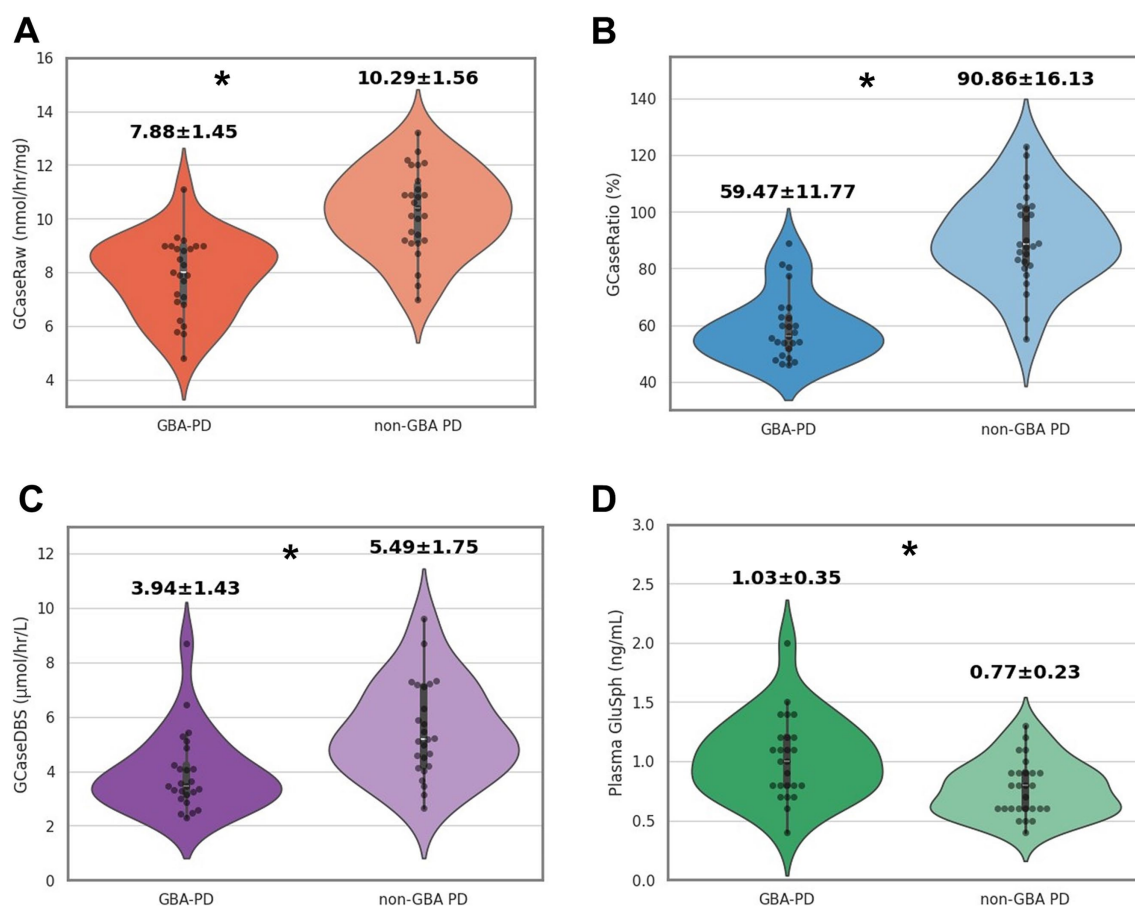 A
GCaseRaw (nmol/hr/mg)
16
14
12
10
8
6
4
*
7.88±1.45
10.29±1.56
GBA-PD
non-GBA PD
B
GCaseRatio (%)
140
120
100
80
60
40
*
59.47±11.77
90.86±16.13
GBA-PD
non-GBA PD
C
GCaseDBS (μmol/hr/L)
12
10
8
6
4
2
0
*
3.94±1.43
5.49±1.75
GBA-PD
non-GBA PD
D
Plasma GluSph (ng/mL)
3.0
2.5
2.0
1.5
1.0
0.5
0.0
*
1.03±0.35
0.77±0.23
GBA-PD
non-GBA PD